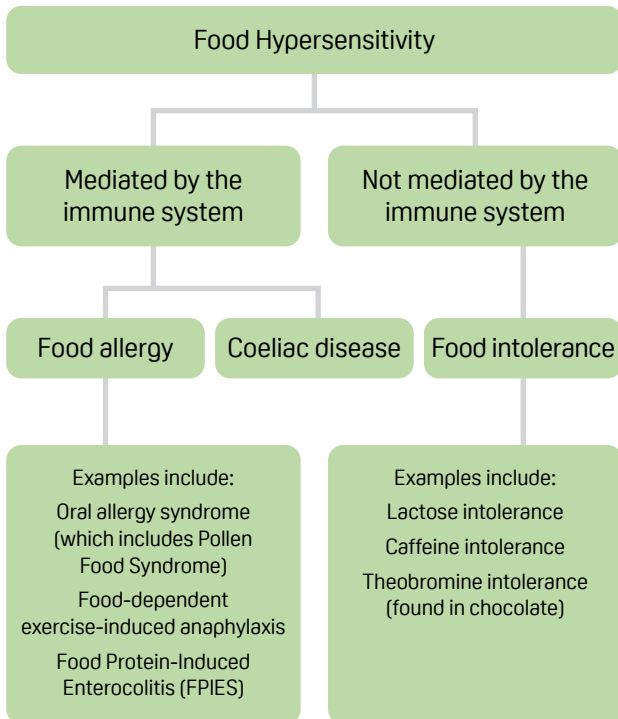 Food Hypersensitivity
Mediated by the
immune system
Not mediated by the
immune system
Food allergy
Coeliac disease
Food intolerance
Examples include:
Oral allergy syndrome
(which includes Pollen
Food Syndrome)
Food-dependent
exercise-induced anaphylaxis
Food Protein-Induced
Enterocolitis (FPIES)
Examples include:
Lactose intolerance
Caffeine intolerance
Theobromine intolerance
(found in chocolate)